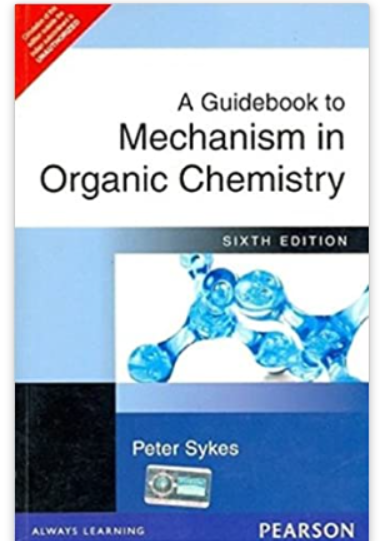 A Guidebook to
Mechanism in
Organic Chemistry
SIXTH EDITION
Peter Sykes
ALWAYS LEARNING
PEARSON